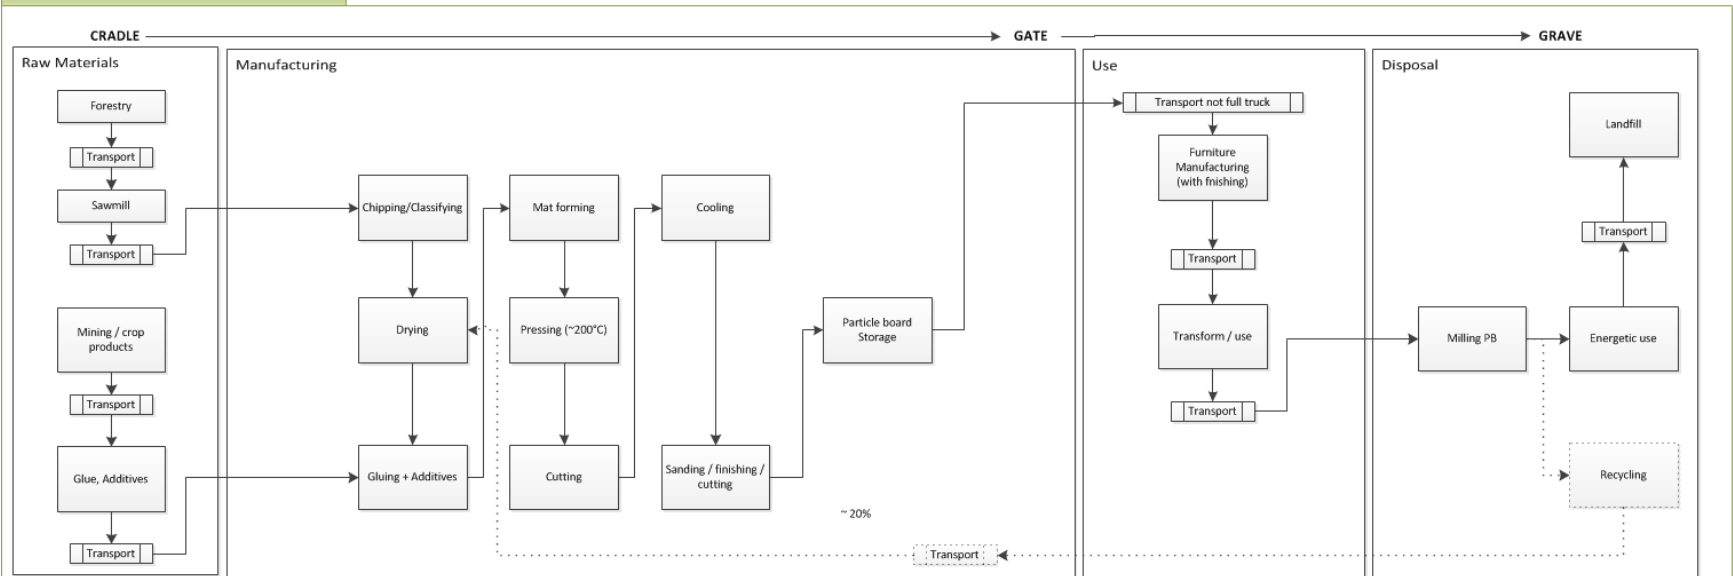 CRADLE
GATE
GRAVE
Raw Materials
Forestry
Transport
Sawmill
Transport
Mining / crop
products
Transport
Glue, Additives
Transport
Manufacturing
Chipping/Classifying
Drying
Gluing + Additives
Mat forming
Pressing (~200°C)
Cutting
Cooling
Sanding / finishing /
cutting
Particle board
Storage
~ 20%
Transport
Use
Transport not full truck
Furniture
Manufacturing
(with fnishing)
Transport
Transform / use
Transport
Disposal
Landfill
Transport
Milling PB
Energetic use
Recycling